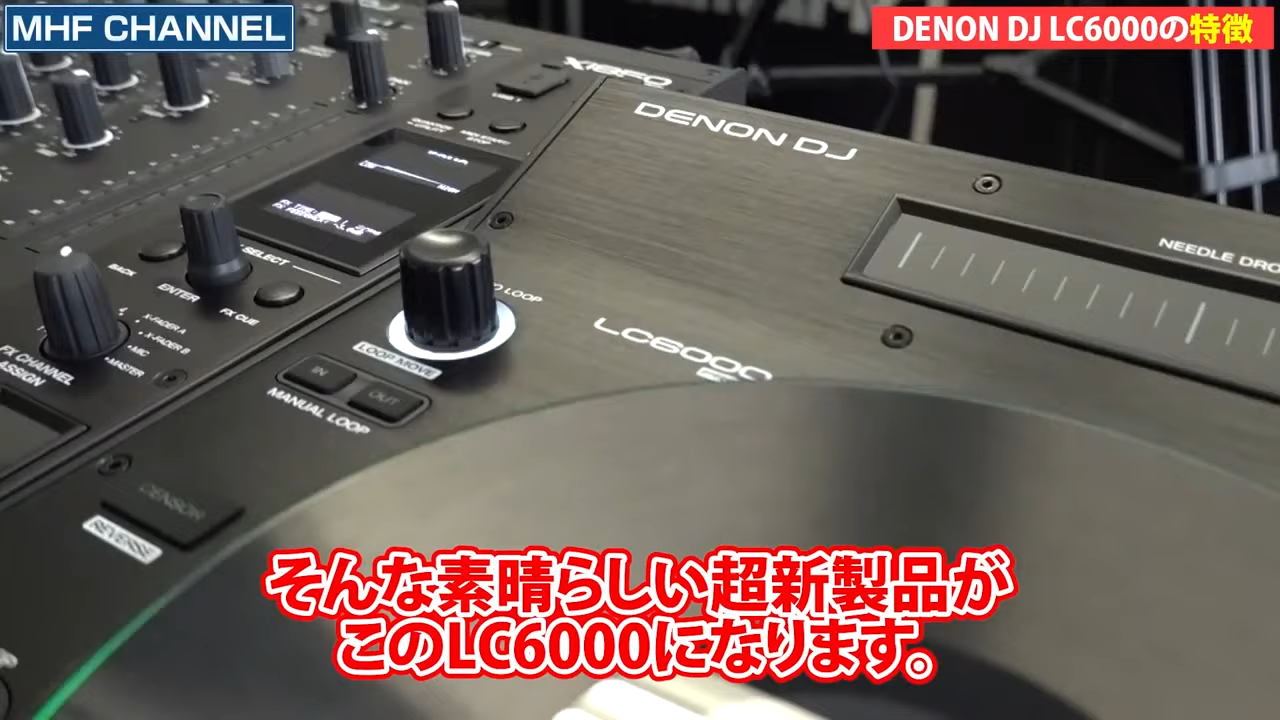 MHF CHANNEL
DENON DJ LC6000の特徴
DENON DJ
NEEDLE DRO
SELECT
BACK
ENTER
FX CUE
X-FADER A
X-FADER B
MIC
MASTER
FX CHANNEL
ASSIGN
LOOP
LOOP MOVE
IN
OUT
MANUAL LOOP
LC6000
CENSOR
REVERSE
そんな素晴らしい超新製品が
このLC6000になります。